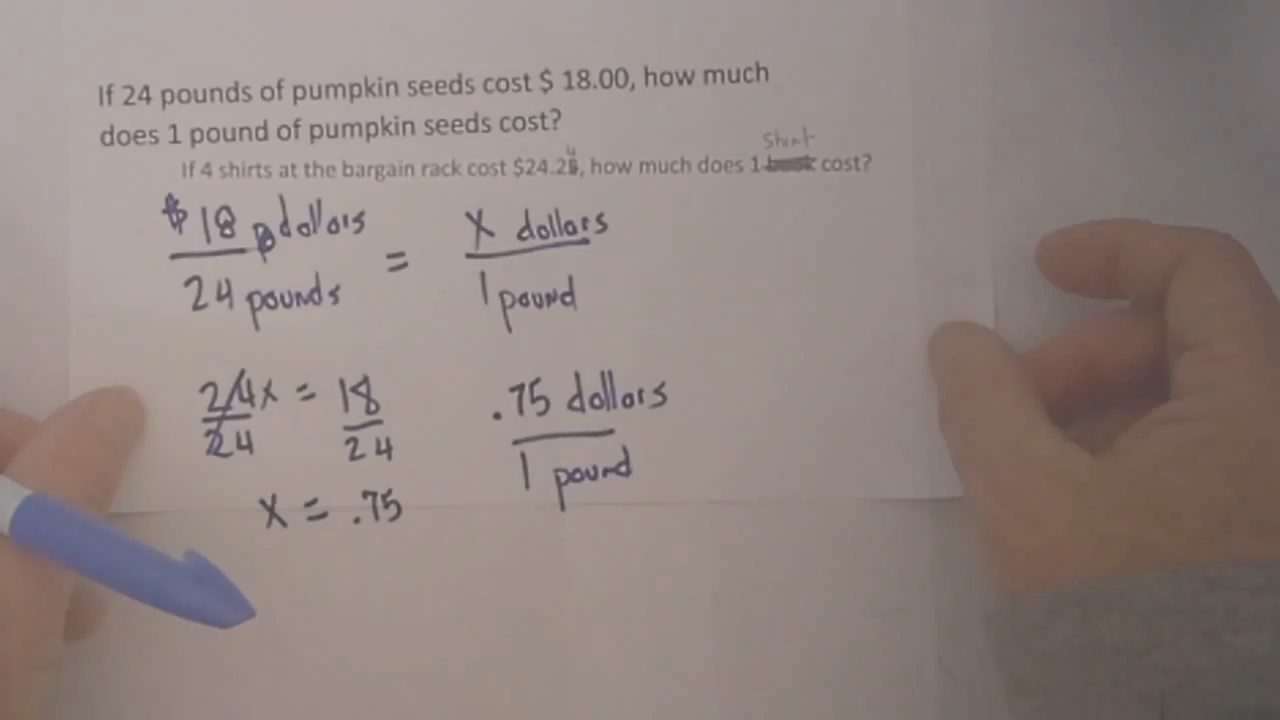 If 24 pounds of pumpkin seeds cost $ 18.00, how much
does 1 pound of pumpkin seeds cost?
shirt
If 4 shirts at the bargain rack cost $24.24, how much does 1 book cost?
$18 dollars = x dollars
24 pounds 1 pound
24x = 18 .75 dollars
24 24 1 pound
x = .75